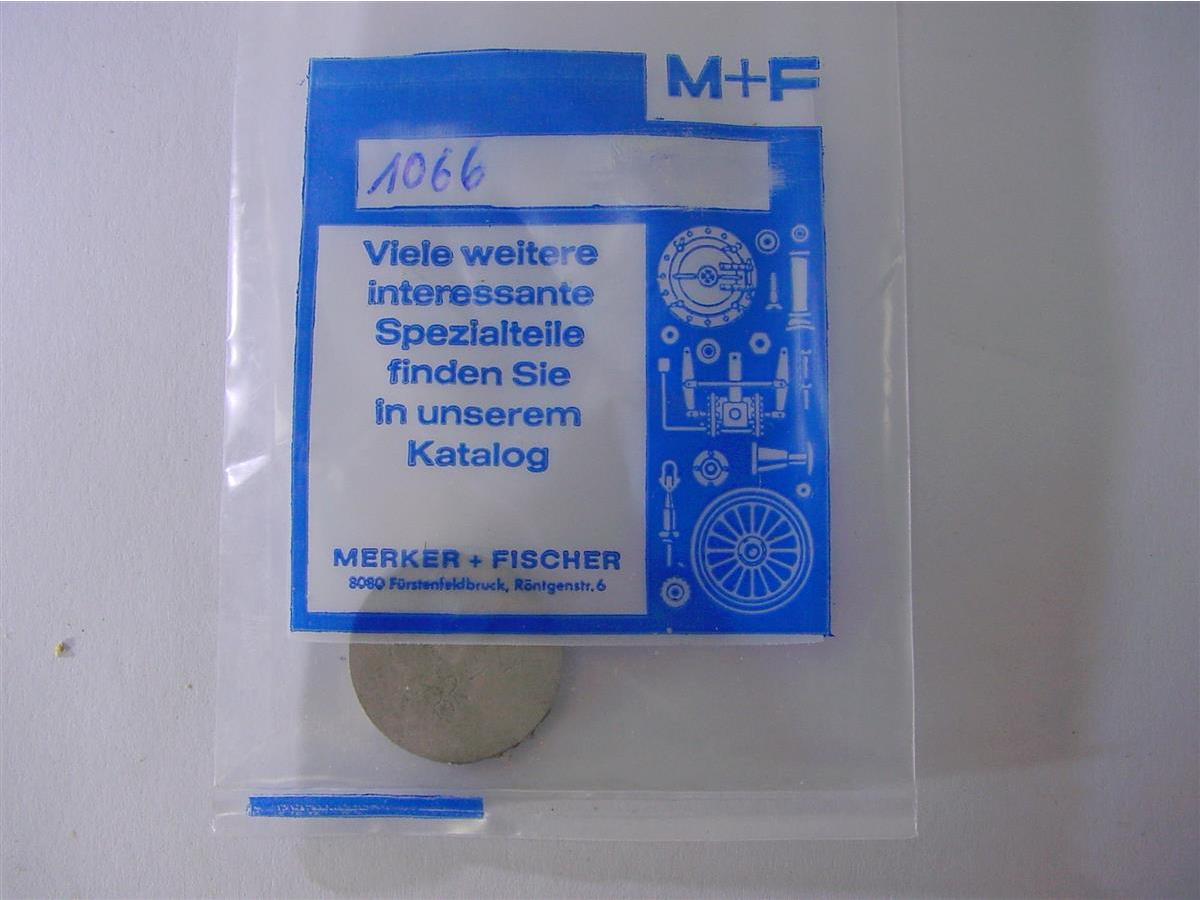 M+F
1066
Viele weitere
interessante
Spezialteile
finden Sie
in unserem
Katalog
MERKER + FISCHER
8080 Fürstenfeldbruck, Röntgenstr. 6